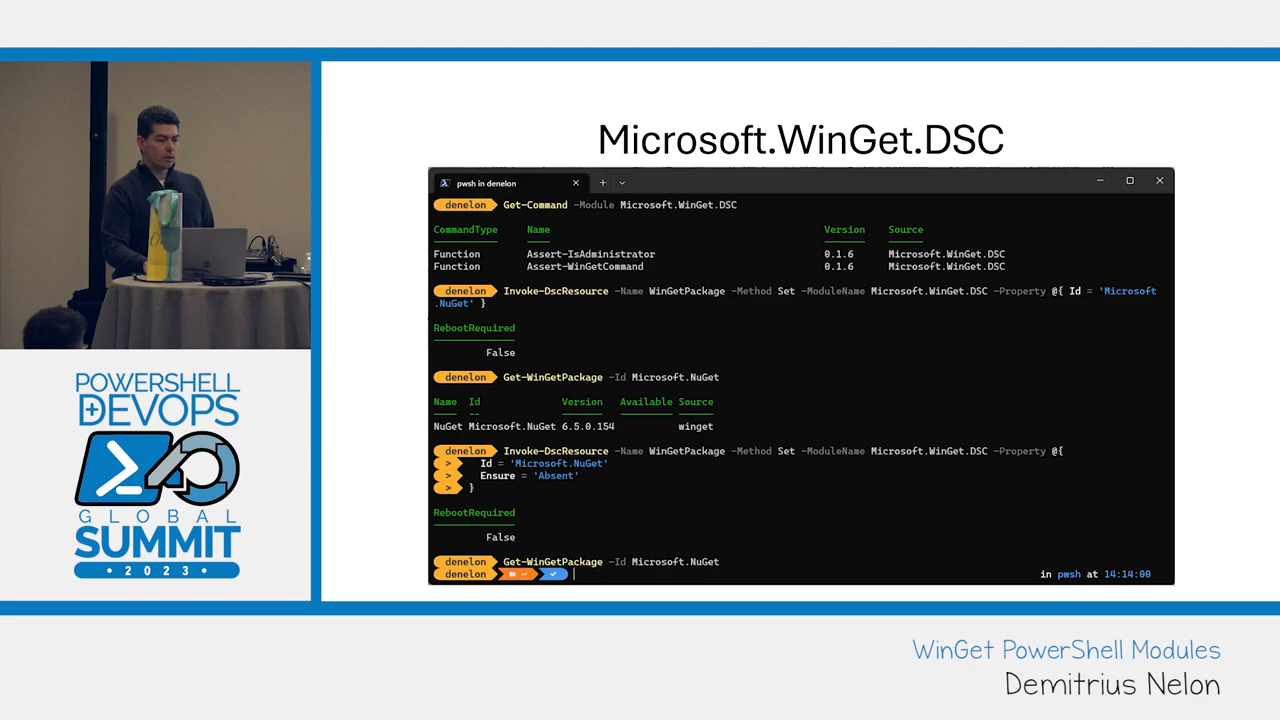 Microsoft.WinGet.DSC
pwsh in denelon
denelon Get-Command -Module Microsoft.WinGet.DSC
CommandType Name Version Source
Function Assert-IsAdministrator 0.1.6 Microsoft.WinGet.DSC
Function Assert-WinGetCommand 0.1.6 Microsoft.WinGet.DSC
denelon Invoke-DscResource -Name WinGetPackage -Method Set -ModuleName Microsoft.WinGet.DSC -Property @{ Id = 'Microsoft
.NuGet' }
RebootRequired
False
denelon Get-WinGetPackage -Id Microsoft.NuGet
Name Id Version Available Source
NuGet Microsoft.NuGet 6.5.0.154 winget
denelon Invoke-DscResource -Name WinGetPackage -Method Set -ModuleName Microsoft.WinGet.DSC -Property @{
> Id = 'Microsoft.NuGet'
> Ensure = 'Absent'
> }
RebootRequired
False
denelon Get-WinGetPackage -Id Microsoft.NuGet
denelon ~ in pwsh at 14:14:00
POWERSHELL
+DEVOPS
GLOBAL
SUMMIT
• 2023 •
WinGet PowerShell Modules
Demitrius Nelon